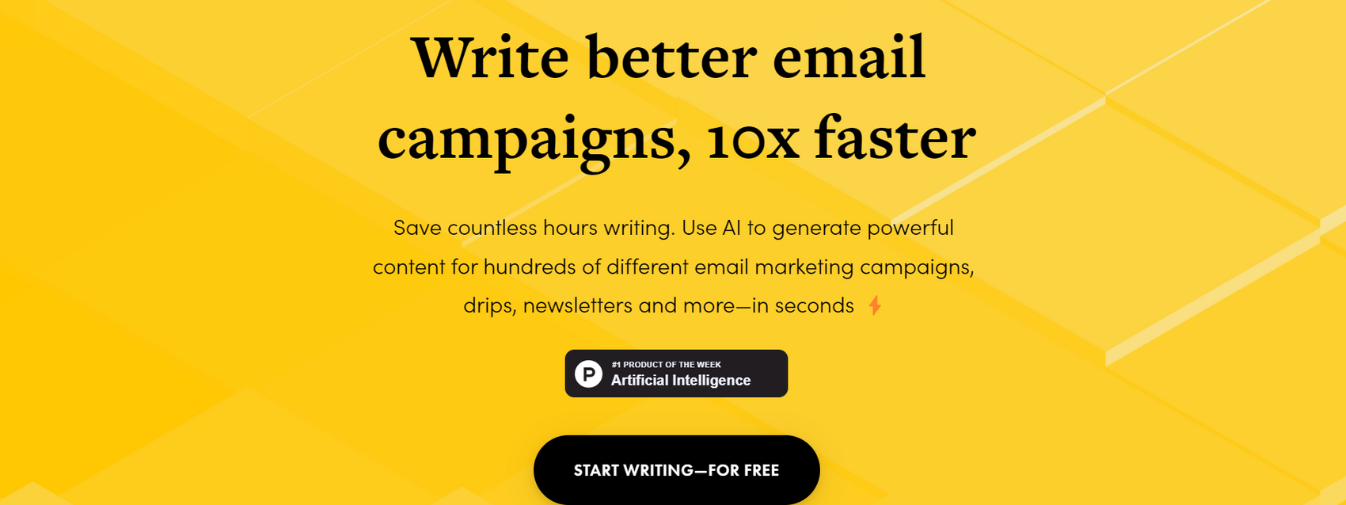 Write better email
campaigns, 10x faster
Save countless hours writing. Use AI to generate powerful
content for hundreds of different email marketing campaigns,
drips, newsletters and more—in seconds
P
#1 PRODUCT OF THE WEEK
Artificial Intelligence
START WRITING—FOR FREE